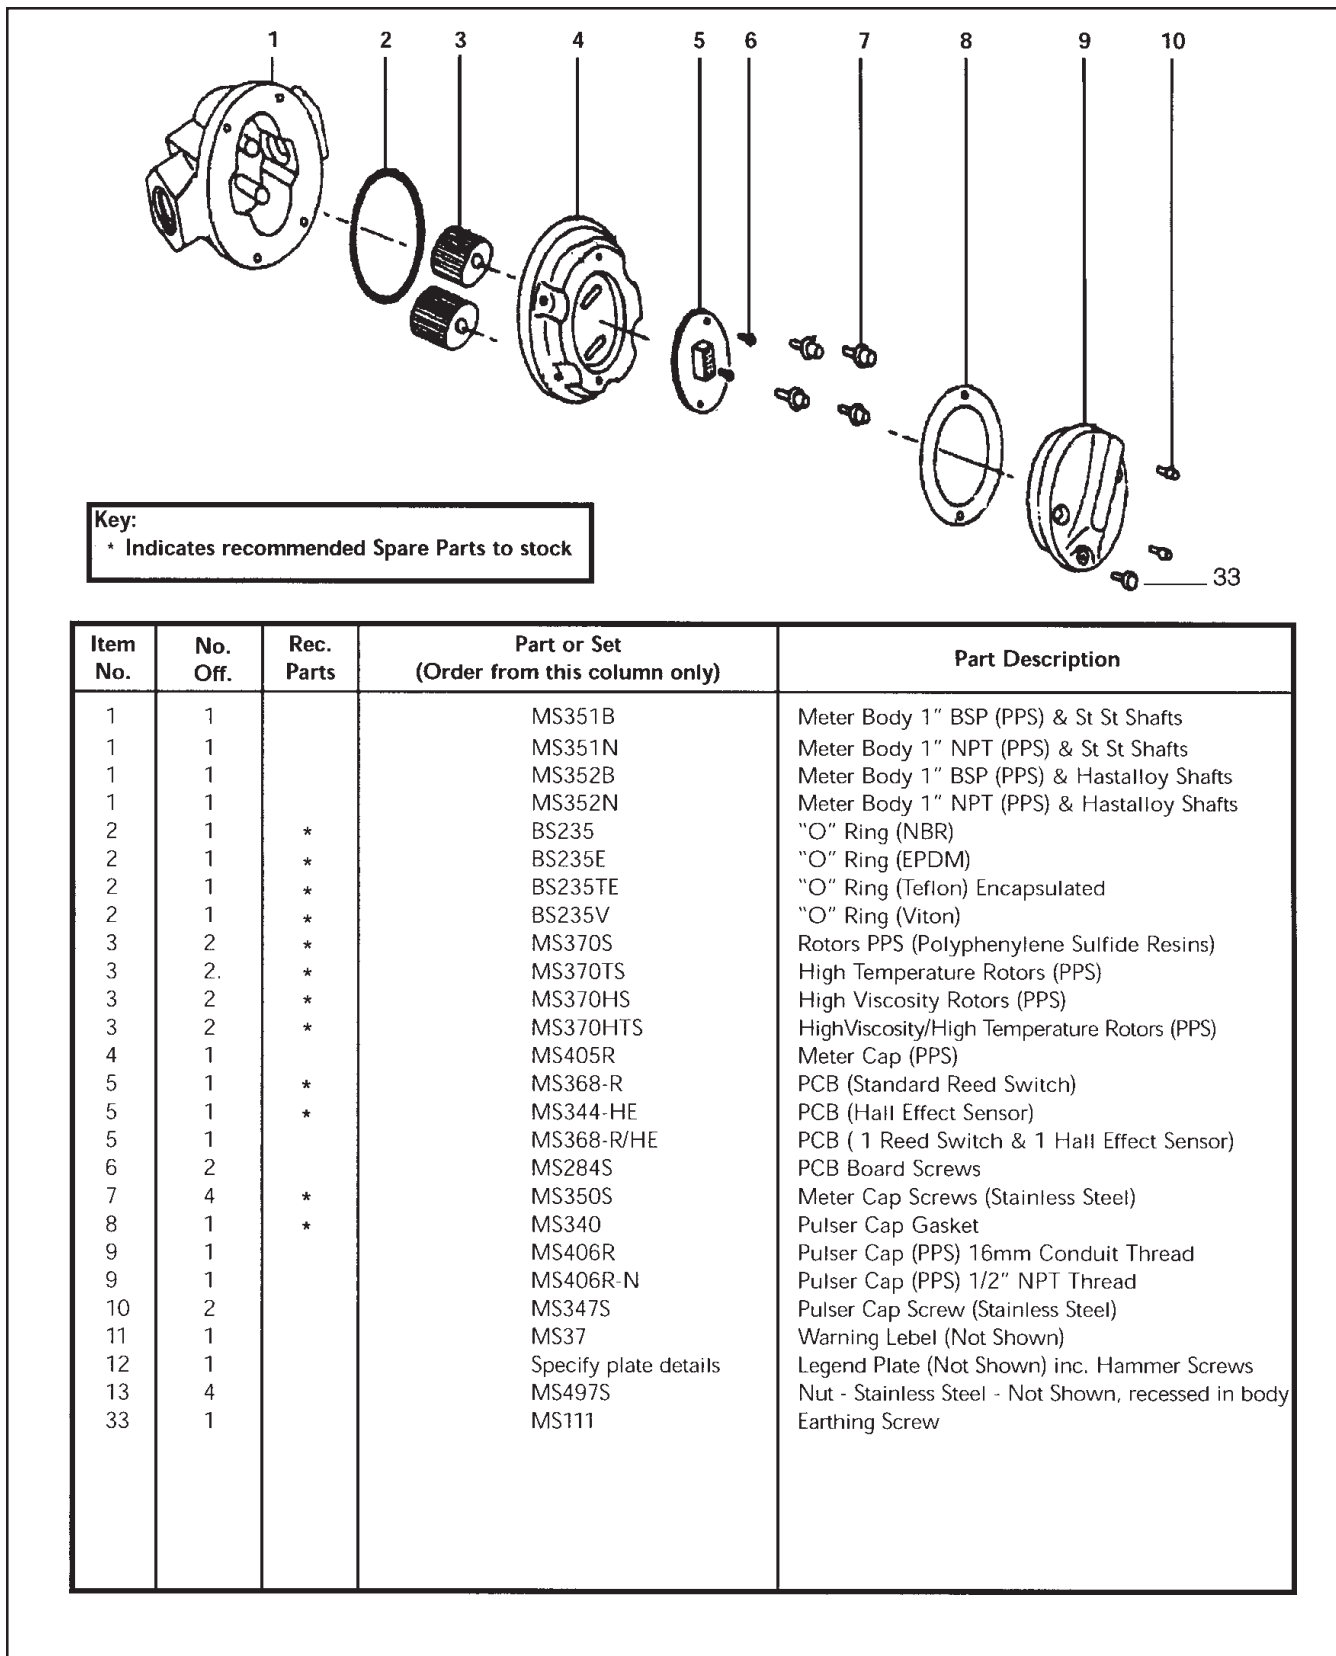 1 2 3 4 5 6 7 8 9 10
33
Key:
* Indicates recommended Spare Parts to stock
Item No. No. Off. Rec. Parts Part or Set (Order from this column only) Part Description
1 1 MS351B Meter Body 1" BSP (PPS) & St St Shafts
1 1 MS351N Meter Body 1" NPT (PPS) & St St Shafts
1 1 MS352B Meter Body 1" BSP (PPS) & Hastalloy Shafts
1 1 MS352N Meter Body 1" NPT (PPS) & Hastalloy Shafts
2 1 * BS235 "O" Ring (NBR)
2 1 * BS235E "O" Ring (EPDM)
2 1 * BS235TE "O" Ring (Teflon) Encapsulated
2 1 * BS235V "O" Ring (Viton)
3 2 * MS370S Rotors PPS (Polyphenylene Sulfide Resins)
3 2. * MS370TS High Temperature Rotors (PPS)
3 2 * MS370HS High Viscosity Rotors (PPS)
3 2 * MS370HTS HighViscosity/High Temperature Rotors (PPS)
4 1 MS405R Meter Cap (PPS)
5 1 * MS368-R PCB (Standard Reed Switch)
5 1 * MS344-HE PCB (Hall Effect Sensor)
5 1 MS368-R/HE PCB ( 1 Reed Switch & 1 Hall Effect Sensor)
6 2 MS284S PCB Board Screws
7 4 * MS350S Meter Cap Screws (Stainless Steel)
8 1 * MS340 Pulser Cap Gasket
9 1 MS406R Pulser Cap (PPS) 16mm Conduit Thread
9 1 MS406R-N Pulser Cap (PPS) 1/2" NPT Thread
10 2 MS347S Pulser Cap Screw (Stainless Steel)
11 1 MS37 Warning Lebel (Not Shown)
12 1 Specify plate details Legend Plate (Not Shown) inc. Hammer Screws
13 4 MS497S Nut - Stainless Steel - Not Shown, recessed in body
33 1 MS111 Earthing Screw